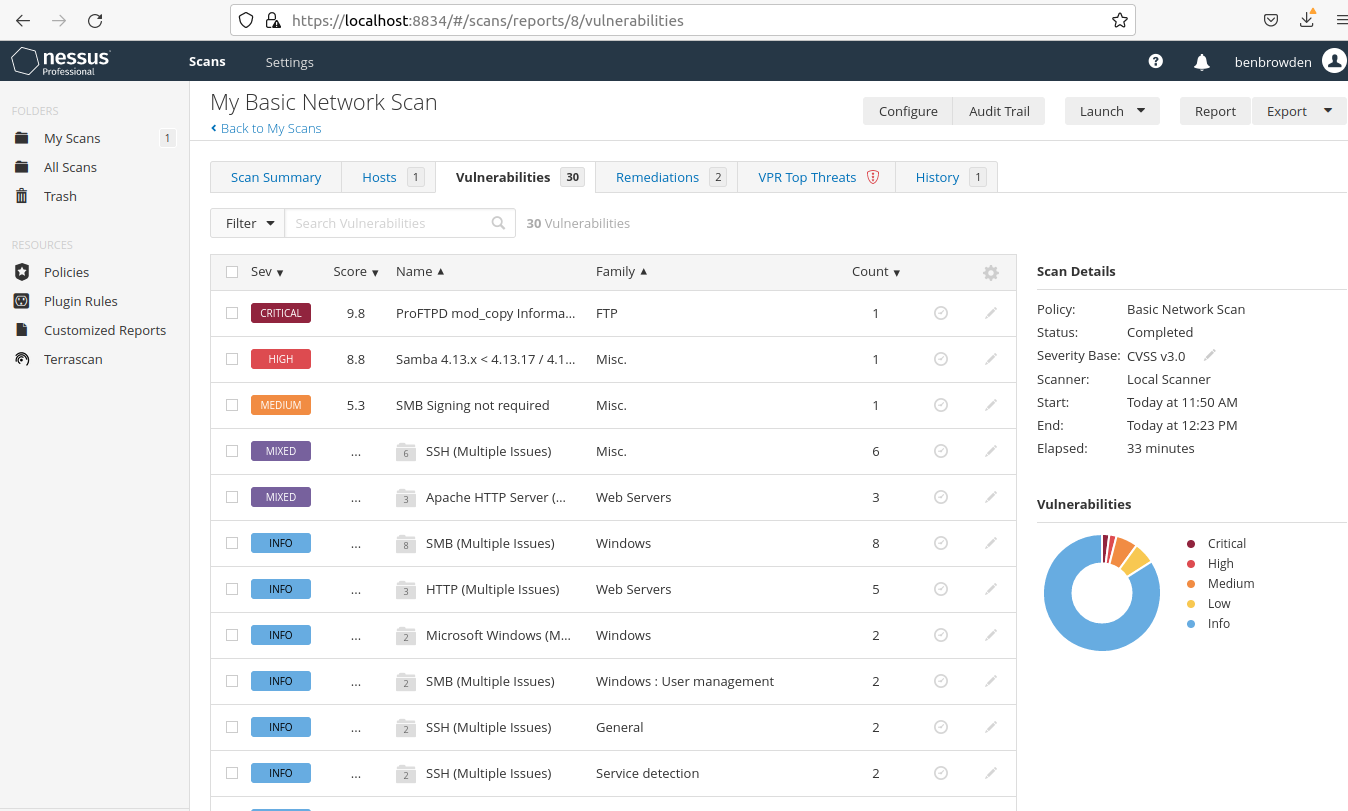 https://localhost:8834/#/scans/reports/8/vulnerabilities
nessus Professional
Scans Settings
benbrowden
FOLDERS
My Scans 1
All Scans
Trash
RESOURCES
Policies
Plugin Rules
Customized Reports
Terrascan
My Basic Network Scan
Back to My Scans
Configure Audit Trail Launch Report Export
Scan Summary Hosts 1 Vulnerabilities 30 Remediations 2 VPR Top Threats History 1
Filter Search Vulnerabilities 30 Vulnerabilities
Sev Score Name Family Count
CRITICAL 9.8 ProFTPD mod_copy Informa... FTP 1
HIGH 8.8 Samba 4.13.x < 4.13.17 / 4.1... Misc. 1
MEDIUM 5.3 SMB Signing not required Misc. 1
MIXED ... 6 SSH (Multiple Issues) Misc. 6
MIXED ... 3 Apache HTTP Server (... Web Servers 3
INFO ... 8 SMB (Multiple Issues) Windows 8
INFO ... 3 HTTP (Multiple Issues) Web Servers 5
INFO ... 2 Microsoft Windows (M... Windows 2
INFO ... 2 SMB (Multiple Issues) Windows : User management 2
INFO ... 2 SSH (Multiple Issues) General 2
INFO ... 2 SSH (Multiple Issues) Service detection 2
Scan Details
Policy: Basic Network Scan
Status: Completed
Severity Base: CVSS v3.0
Scanner: Local Scanner
Start: Today at 11:50 AM
End: Today at 12:23 PM
Elapsed: 33 minutes
Vulnerabilities
Critical
High
Medium
Low
Info